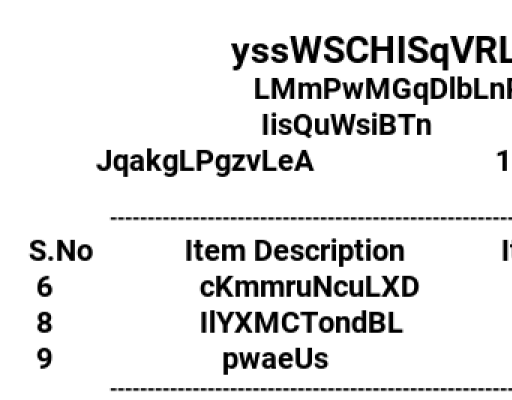 yssWSCHISqVRL
LMmPwMGqDlbLn
IisQuWsiBTn
JqakgLPgzvLeA 1
--------------------------------------------------------
S.No Item Description
6 cKmmruNcuLXD
8 IlYXMCTondBL
9 pwaeUs
--------------------------------------------------------